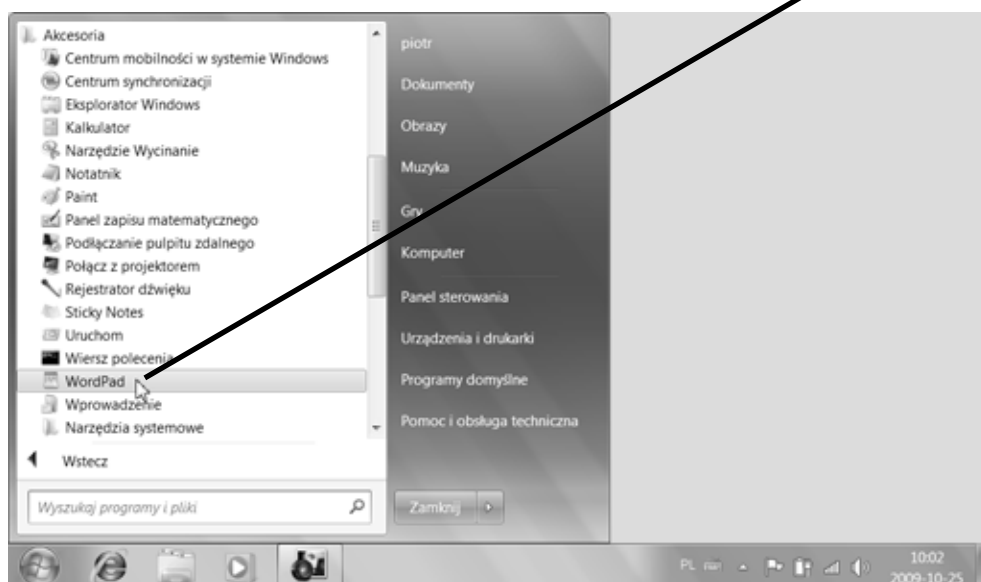 Akcesoria
Centrum mobilności w systemie Windows
Centrum synchronizacji
Eksplorator Windows
Kalkulator
Narzędzie Wycinanie
Notatnik
Paint
Panel zapisu matematycznego
Podłączanie pulpitu zdalnego
Połącz z projektorem
Rejestrator dźwięku
Sticky Notes
Uruchom
Wiersz polecenia
WordPad
Wprowadzenie
Narzędzia systemowe
Wstecz
Wyszukaj programy i pliki
piotr
Dokumenty
Obrazy
Muzyka
Gry
Komputer
Panel sterowania
Urządzenia i drukarki
Programy domyślne
Pomoc i obsługa techniczna
Zamknij
PL
10:02
2009-10-25